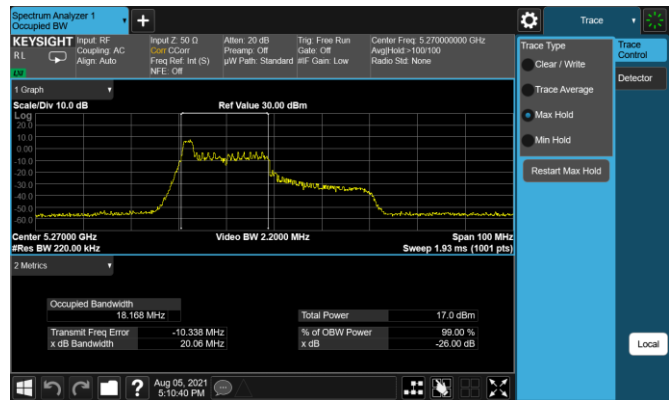 Spectrum Analyzer 1
Occupied BW
Trace
KEYSIGHT
R L
LXI
Input: RF
Coupling: AC
Align: Auto
Input Z: 50 Ω
Corr CCorr
Freq Ref: Int (S)
NFE: Off
Atten: 20 dB
Preamp: Off
µW Path: Standard
Trig: Free Run
Gate: Off
#IF Gain: Low
Center Freq: 5.270000000 GHz
Avg|Hold:>100/100
Radio Std: None
1 Graph
Scale/Div 10.0 dB
Ref Value 30.00 dBm
Log
20.0
10.0
0.00
-10.0
-20.0
-30.0
-40.0
-50.0
-60.0
Center 5.27000 GHz
Video BW 2.2000 MHz
Span 100 MHz
#Res BW 220.00 kHz
Sweep 1.93 ms (1001 pts)
2 Metrics
Occupied Bandwidth
18.168 MHz
Total Power 17.0 dBm
Transmit Freq Error -10.338 MHz
% of OBW Power 99.00 %
x dB Bandwidth 20.06 MHz
x dB -26.00 dB
Aug 05, 2021
5:10:40 PM
Trace Type
Clear / Write
Trace Average
Max Hold
Min Hold
Restart Max Hold
Trace
Control
Detector
Local